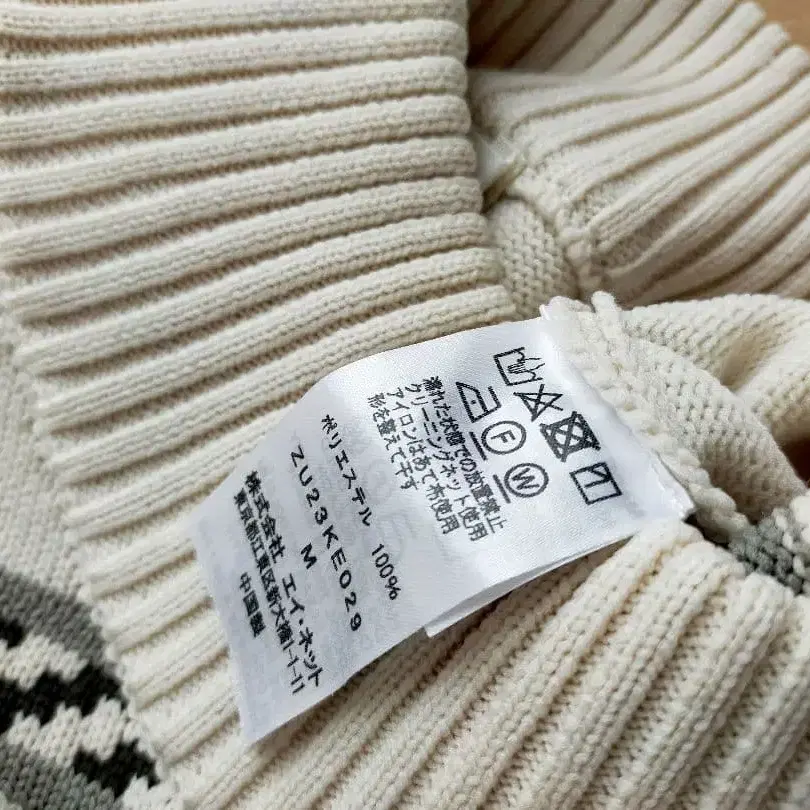 F W
濡れた状態での放置禁止
クリーニングネット使用
アイロンはあて布使用
形を整えて干す
ポリエステル 100%
ZU23KE029
M
株式会社 エイ・ネット
東京都江東区新大橋1-1-11
中国製